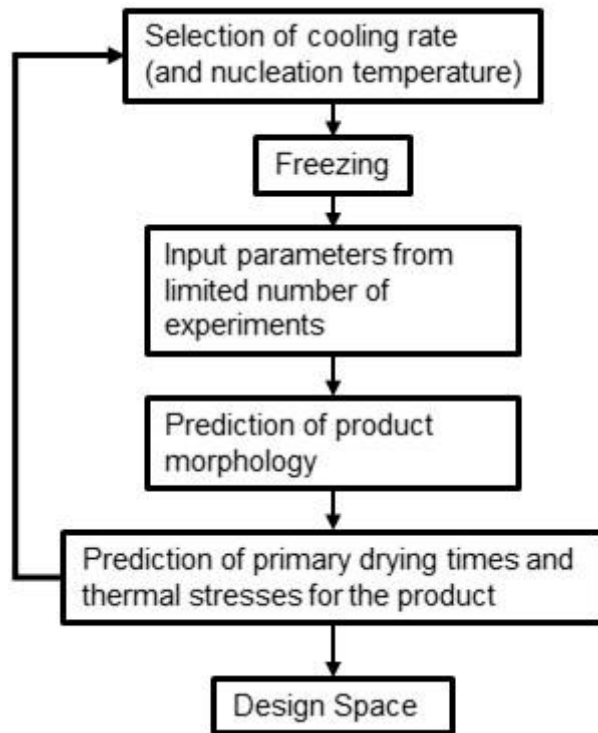 Selection of cooling rate
(and nucleation temperature)
Freezing
Input parameters from
limited number of
experiments
Prediction of product
morphology
Prediction of primary drying times and
thermal stresses for the product
Design Space